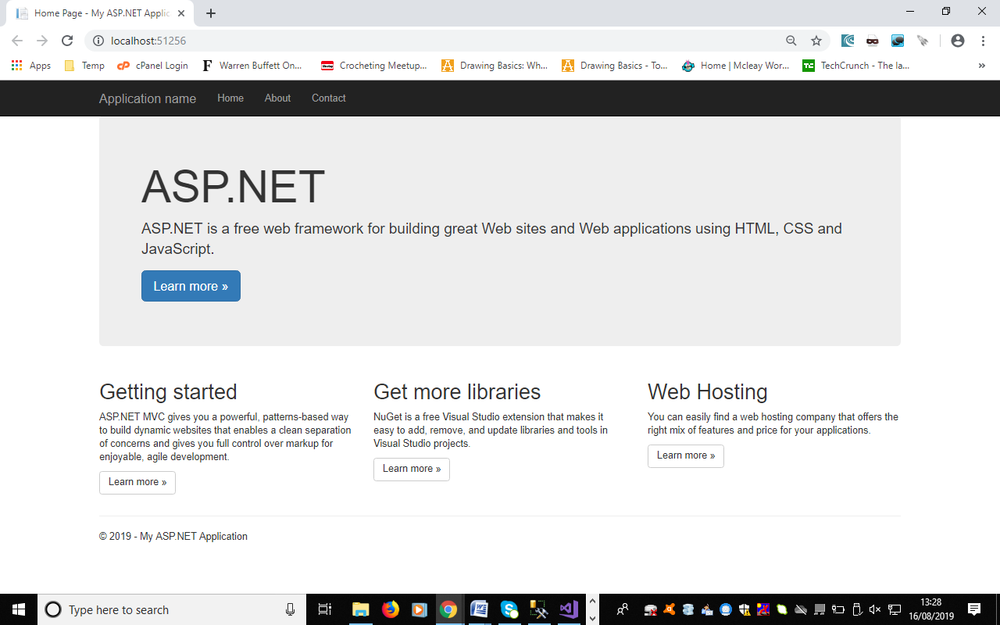 Home Page - My ASP.NET Applic
localhost:51256
Apps Temp cPanel Login Warren Buffett On... Crocheting Meetup... Drawing Basics: Wh... Drawing Basics - To... Home | Mcleay Wor... TechCrunch - The la... »
Application name Home About Contact
ASP.NET
ASP.NET is a free web framework for building great Web sites and Web applications using HTML, CSS and
JavaScript.
Learn more »
Getting started
ASP.NET MVC gives you a powerful, patterns-based way
to build dynamic websites that enables a clean separation
of concerns and gives you full control over markup for
enjoyable, agile development.
Learn more »
Get more libraries
NuGet is a free Visual Studio extension that makes it
easy to add, remove, and update libraries and tools in
Visual Studio projects.
Learn more »
Web Hosting
You can easily find a web hosting company that offers the
right mix of features and price for your applications.
Learn more »
© 2019 - My ASP.NET Application
Type here to search
13:28
16/08/2019